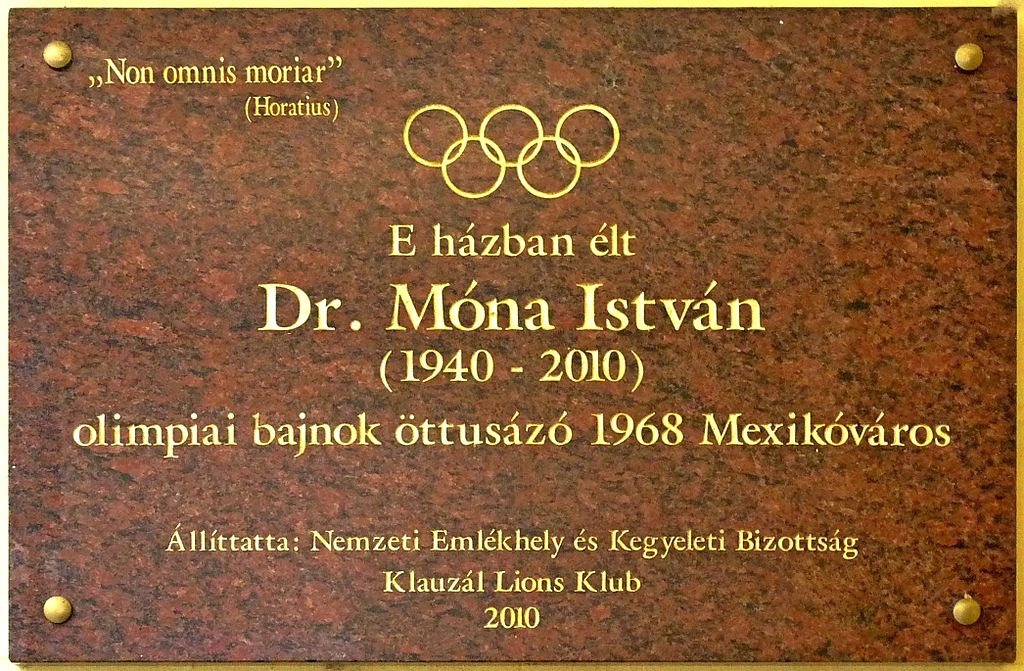 „Non omnis moriar”
(Horatius)
E házban élt
Dr. Móna István
(1940 - 2010)
olimpiai bajnok öttusázó 1968 Mexikóváros
Állíttatta: Nemzeti Emlékhely és Kegyeleti Bizottság
Klauzál Lions Klub
2010